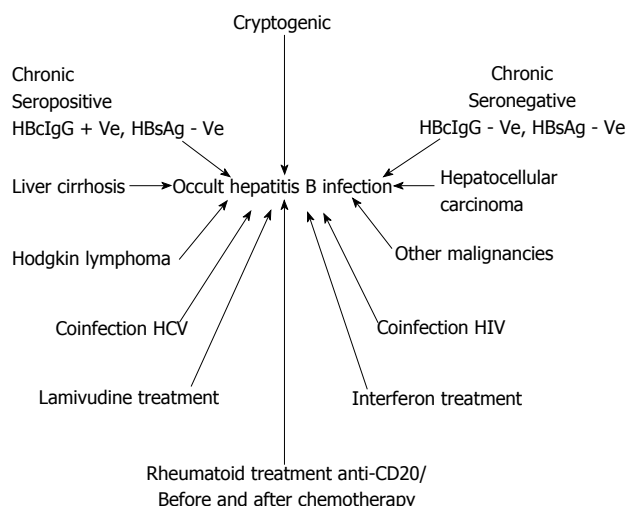 Cryptogenic
Chronic
Seropositive
HBcIgG + Ve, HBsAg - Ve
Chronic
Seronegative
HBcIgG - Ve, HBsAg - Ve
Liver cirrhosis
Occult hepatitis B infection
Hepatocellular
carcinoma
Hodgkin lymphoma
Other malignancies
Coinfection HCV
Coinfection HIV
Lamivudine treatment
Interferon treatment
Rheumatoid treatment anti-CD20/
Before and after chemotherapy